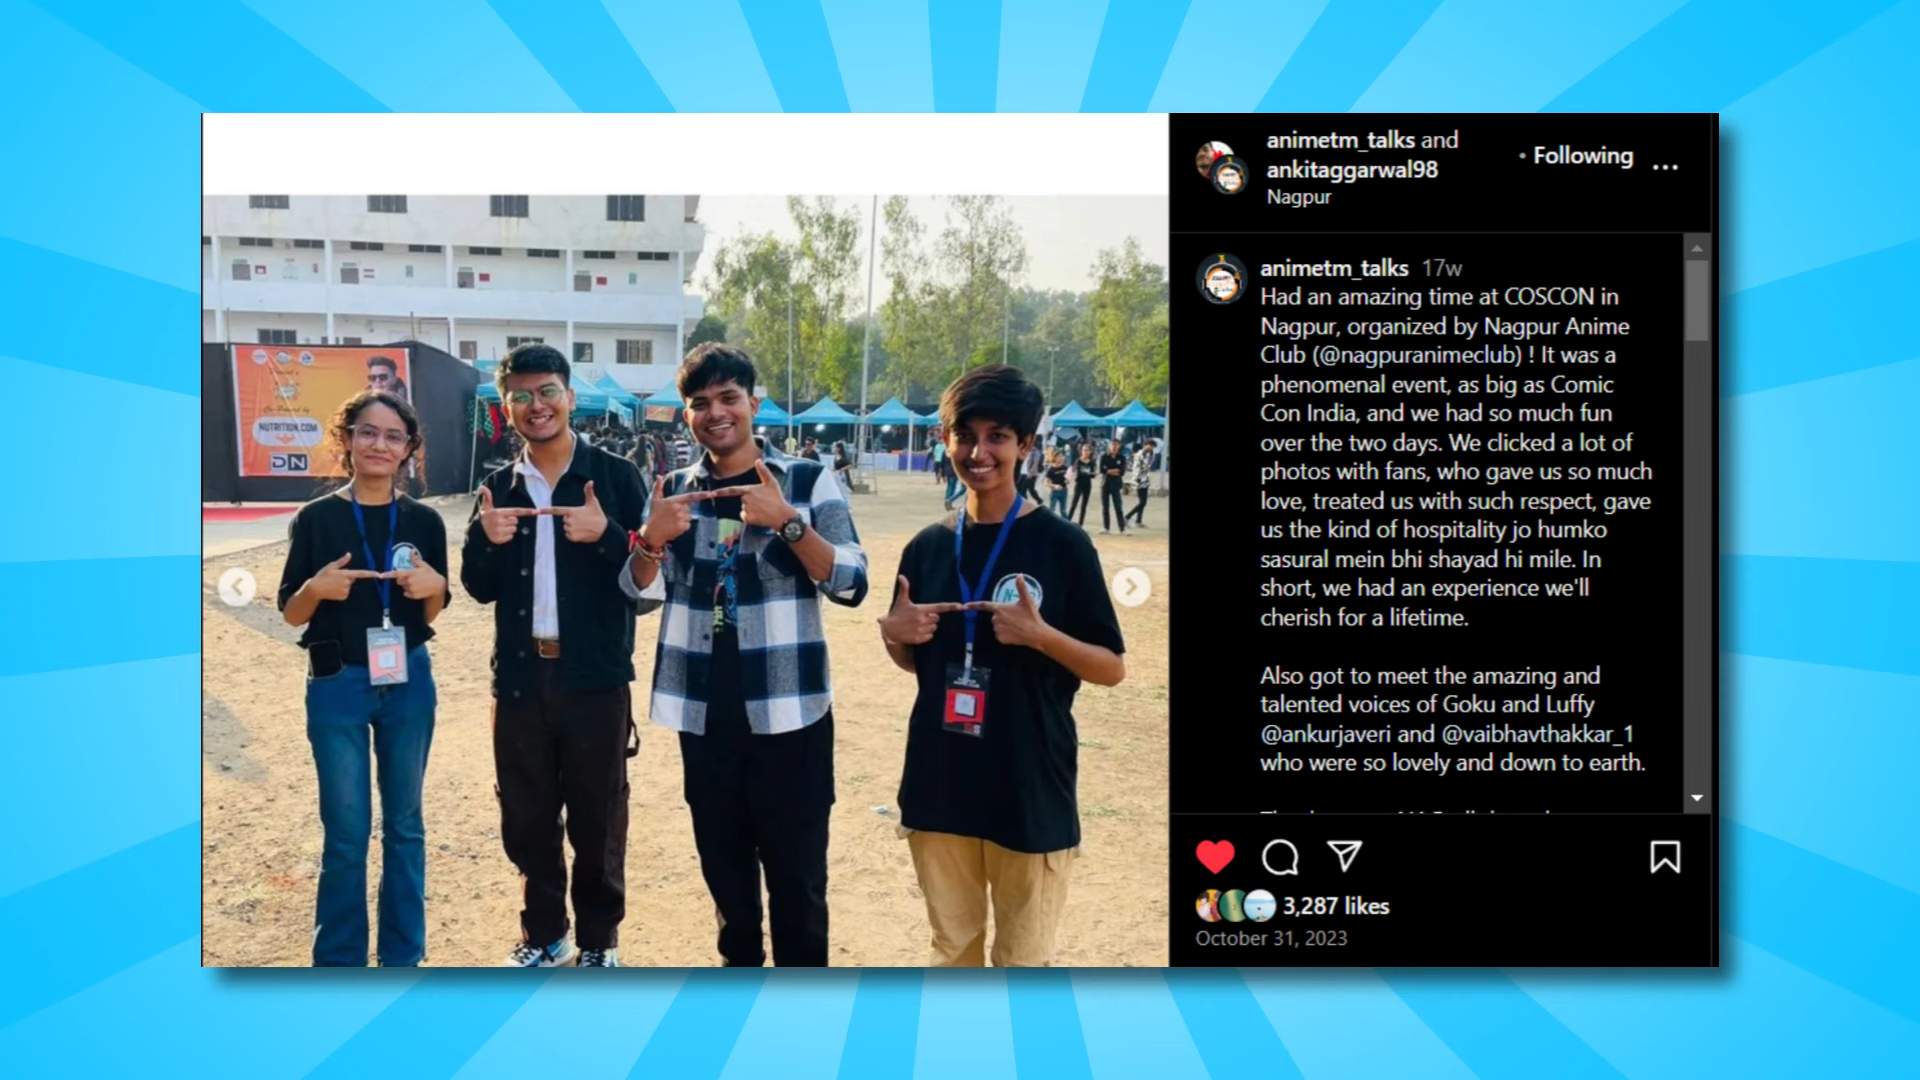 NUTRITION.COM
DN
animetm_talks and
ankitaggarwal98
• Following
...
Nagpur
animetm_talks 17w
Had an amazing time at COSCON in
Nagpur, organized by Nagpur Anime
Club (@nagpuranimeclub) ! It was a
phenomenal event, as big as Comic
Con India, and we had so much fun
over the two days. We clicked a lot of
photos with fans, who gave us so much
love, treated us with such respect, gave
us the kind of hospitality jo humko
sasural mein bhi shayad hi mile. In
short, we had an experience we'll
cherish for a lifetime.
Also got to meet the amazing and
talented voices of Goku and Luffy
@ankurjaveri and @vaibhavthakkar_1
who were so lovely and down to earth.
3,287 likes
October 31, 2023